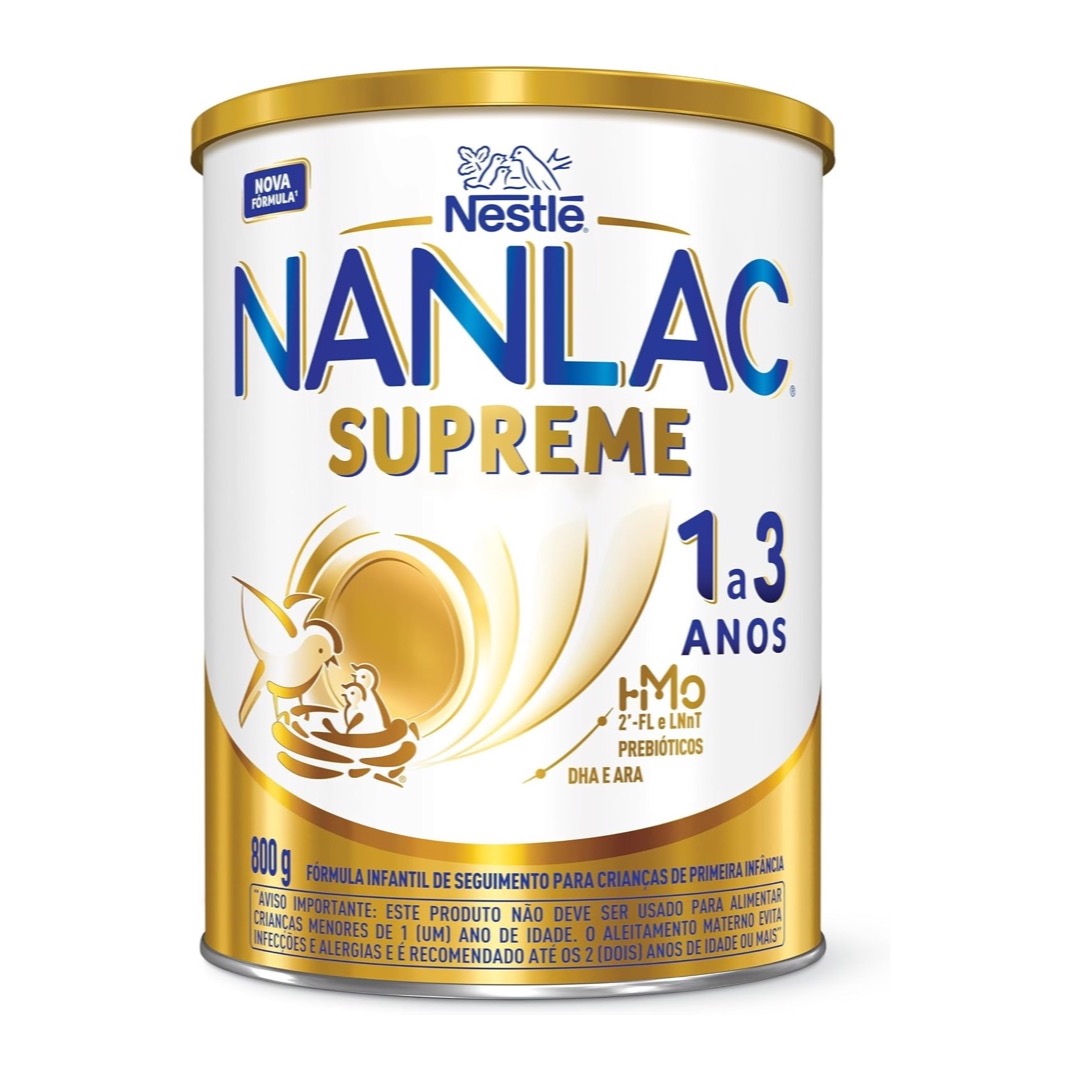 NOVA
FÓRMULA¹
Nestlé®
NANLAC®
SUPREME
1 a 3
ANOS
HMO
2'-FL e LNnT
PREBIÓTICOS
DHA E ARA
800 g
FÓRMULA INFANTIL DE SEGUIMENTO PARA CRIANÇAS DE PRIMEIRA INFÂNCIA
"AVISO IMPORTANTE: ESTE PRODUTO NÃO DEVE SER USADO PARA ALIMENTAR
CRIANÇAS MENORES DE 1 (UM) ANO DE IDADE. O ALEITAMENTO MATERNO EVITA
INFECÇÕES E ALERGIAS E É RECOMENDADO ATÉ OS 2 (DOIS) ANOS DE IDADE OU MAIS"